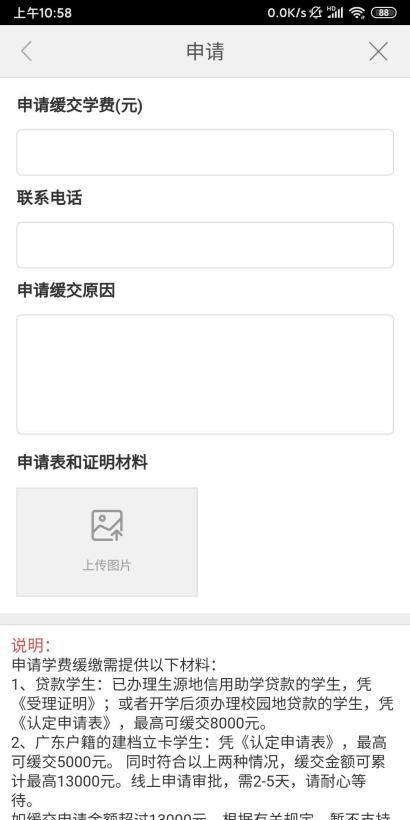 上午10:58
0.0K/s HD 88
申请
申请缓交学费(元)
联系电话
申请缓交原因
申请表和证明材料
上传图片
说明：
申请学费缓缴需提供以下材料：
1、贷款学生：已办理生源地信用助学贷款的学生，凭
《受理证明》；或者开学后须办理校园地贷款的学生，凭
《认定申请表》，最高可缓交8000元。
2、广东户籍的建档立卡学生：凭《认定申请表》，最高
可缓交5000元。 同时符合以上两种情况，缓交金额可累
计最高13000元。线上申请审批，需2-5天，请耐心等
待。
如缓交申请金额超过13000元，根据有关规定，暂不支持